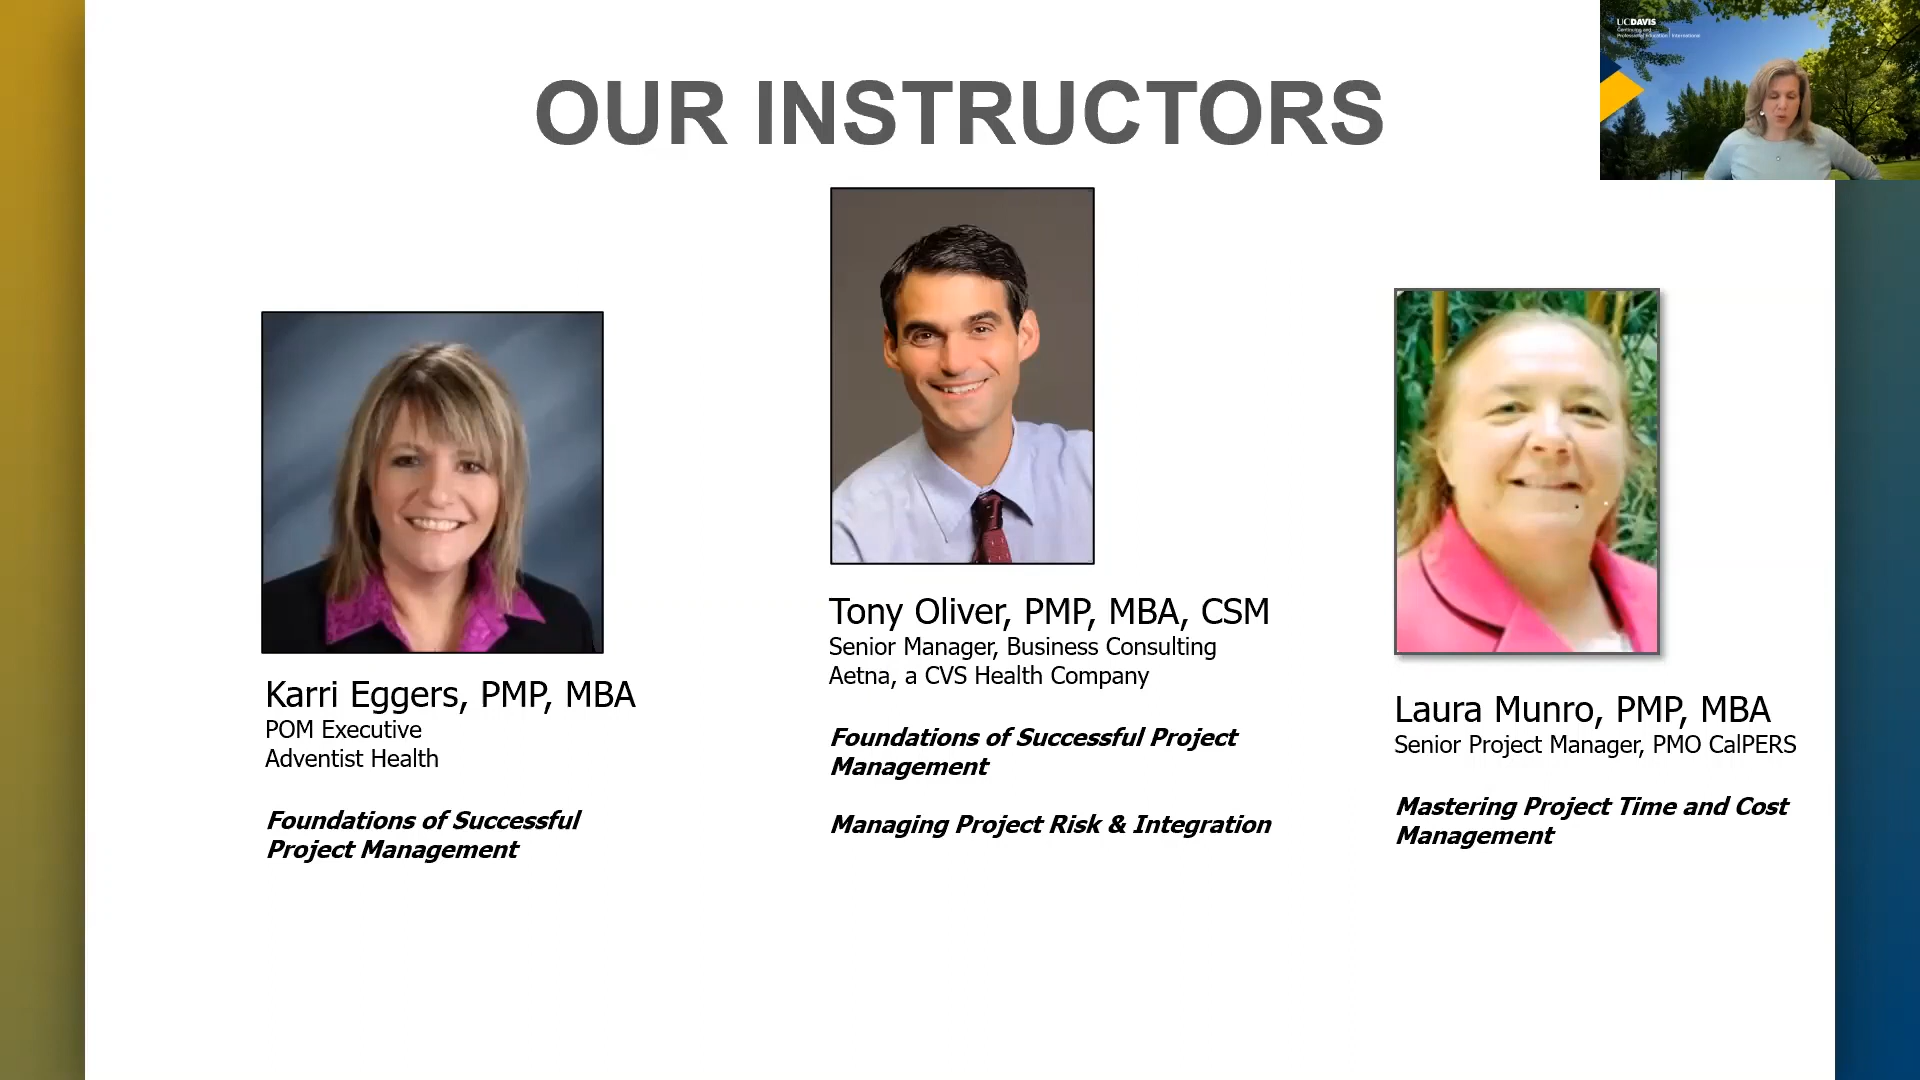 OUR INSTRUCTORS
UCDAVIS
Continuing and
Professional Education | International
Karri Eggers, PMP, MBA
POM Executive
Adventist Health
Foundations of Successful
Project Management
Tony Oliver, PMP, MBA, CSM
Senior Manager, Business Consulting
Aetna, a CVS Health Company
Foundations of Successful Project
Management
Managing Project Risk & Integration
Laura Munro, PMP, MBA
Senior Project Manager, PMO CalPERS
Mastering Project Time and Cost
Management